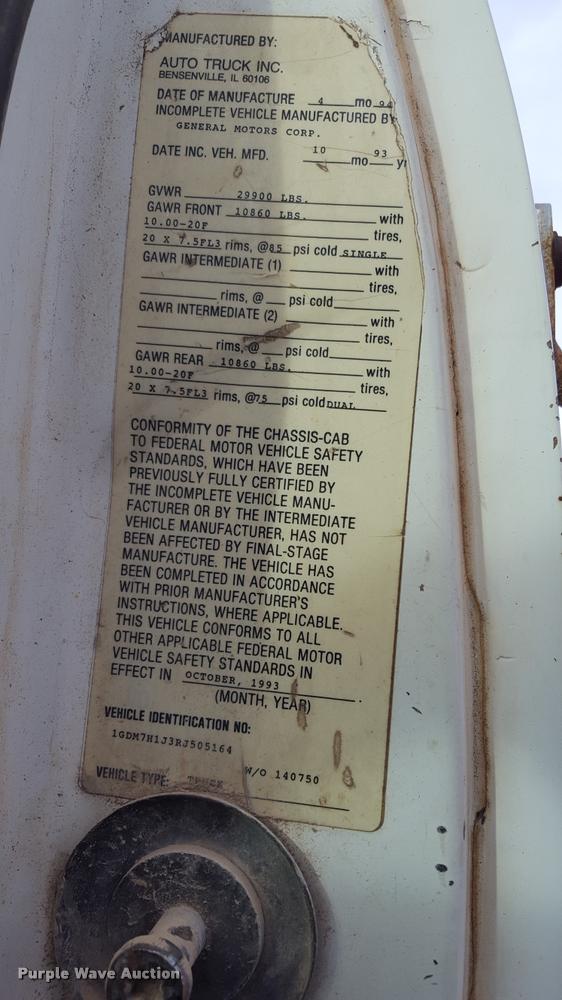 MANUFACTURED BY:
AUTO TRUCK INC.
BENSENVILLE, IL 60106
DATE OF MANUFACTURE 4 mo 94
INCOMPLETE VEHICLE MANUFACTURED BY
GENERAL MOTORS CORP.
DATE INC. VEH. MFD. 10 mo 93 yr
GVWR 29900 LBS.
GAWR FRONT 10860 LBS. with
10.00-20F tires,
20 X 7.5FL3 rims, @85 psi cold SINGLE
GAWR INTERMEDIATE (1) with
tires,
rims, @ psi cold
GAWR INTERMEDIATE (2) with
tires,
rims, @ psi cold
GAWR REAR 10860 LBS. with
10.00-20F tires,
20 X 7.5FL3 rims, @75 psi cold DUAL
CONFORMITY OF THE CHASSIS-CAB
TO FEDERAL MOTOR VEHICLE SAFETY
STANDARDS, WHICH HAVE BEEN
PREVIOUSLY FULLY CERTIFIED BY
THE INCOMPLETE VEHICLE MANU-
FACTURER OR BY THE INTERMEDIATE
VEHICLE MANUFACTURER, HAS NOT
BEEN AFFECTED BY FINAL-STAGE
MANUFACTURE. THE VEHICLE HAS
BEEN COMPLETED IN ACCORDANCE
WITH PRIOR MANUFACTURER'S
INSTRUCTIONS, WHERE APPLICABLE.
THIS VEHICLE CONFORMS TO ALL
OTHER APPLICABLE FEDERAL MOTOR
VEHICLE SAFETY STANDARDS IN
EFFECT IN OCTOBER, 1993.
(MONTH, YEAR)
VEHICLE IDENTIFICATION NO:
1GDM7H1J3RJ505164
W/O 140750
VEHICLE TYPE: TRUCK
Purple Wave Auction